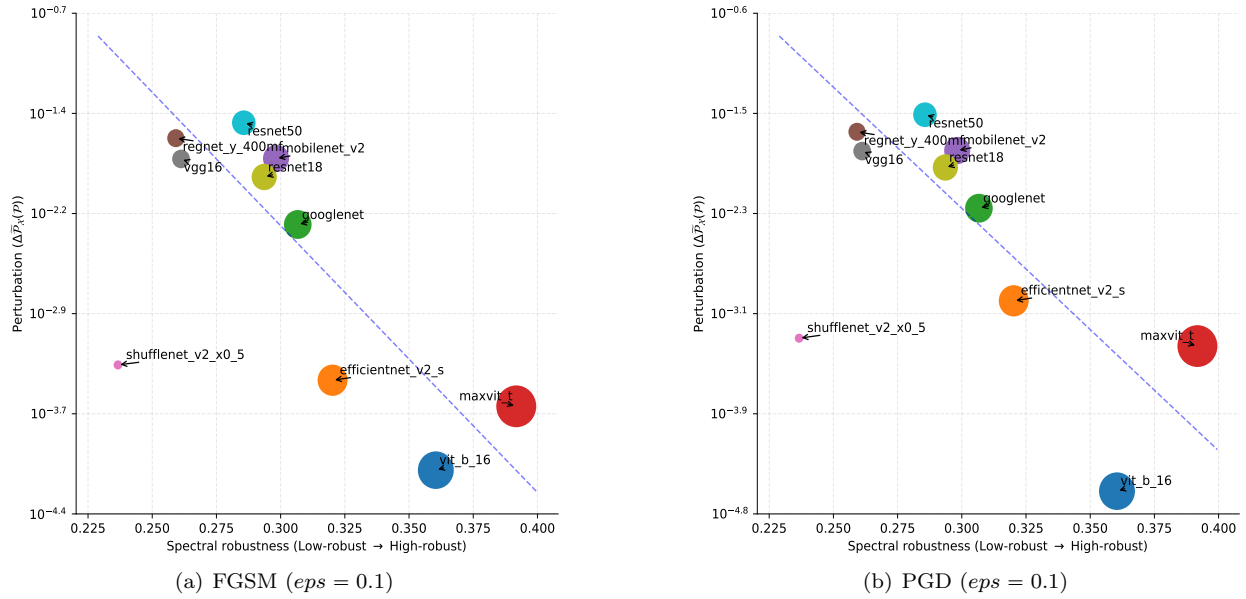 10^−0.7
10^−1.4
10^−2.2
10^−2.9
10^−3.7
10^−4.4
Perturbation (Δ𝒫̃_𝒳(𝒫))
resnet50
regnet_y_400mf
mobilenet_v2
vgg16
resnet18
googlenet
shufflenet_v2_x0_5
efficientnet_v2_s
maxvit_t
vit_b_16
0.225 0.250 0.275 0.300 0.325 0.350 0.375 0.400
Spectral robustness (Low-robust → High-robust)
(a) FGSM (eps = 0.1)
10^−0.6
10^−1.5
10^−2.3
10^−3.1
10^−3.9
10^−4.8
Perturbation (Δ𝒫̃_𝒳(𝒫))
resnet50
regnet_y_400mf
mobilenet_v2
vgg16
resnet18
googlenet
efficientnet_v2_s
shufflenet_v2_x0_5
maxvit_t
vit_b_16
0.225 0.250 0.275 0.300 0.325 0.350 0.375 0.400
Spectral robustness (Low-robust → High-robust)
(b) PGD (eps = 0.1)